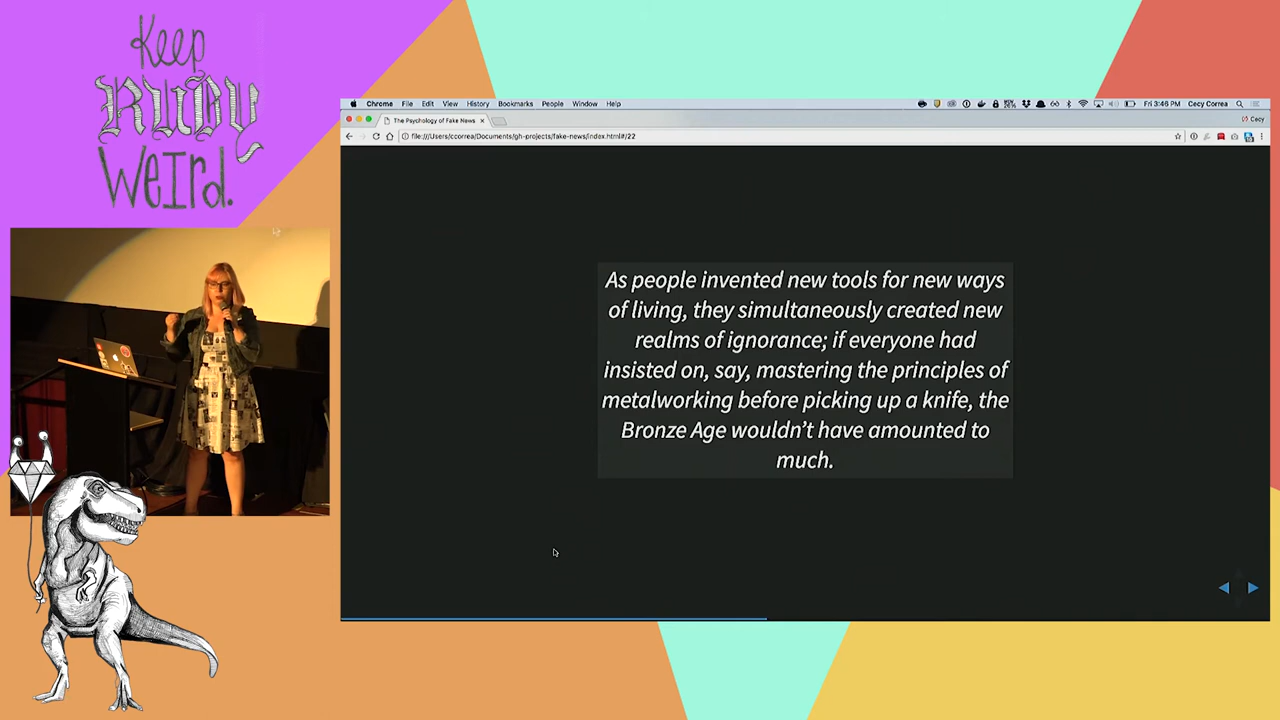 Keep
RUBY
Weird.
Chrome File Edit View History Bookmarks People Window Help
Fri 3:46 PM Cecy Correa
The Psychology of Fake News
Cecy
file:///Users/ccorrea/Documents/gh-projects/fake-news/index.html#/22
As people invented new tools for new ways
of living, they simultaneously created new
realms of ignorance; if everyone had
insisted on, say, mastering the principles of
metalworking before picking up a knife, the
Bronze Age wouldn’t have amounted to
much.